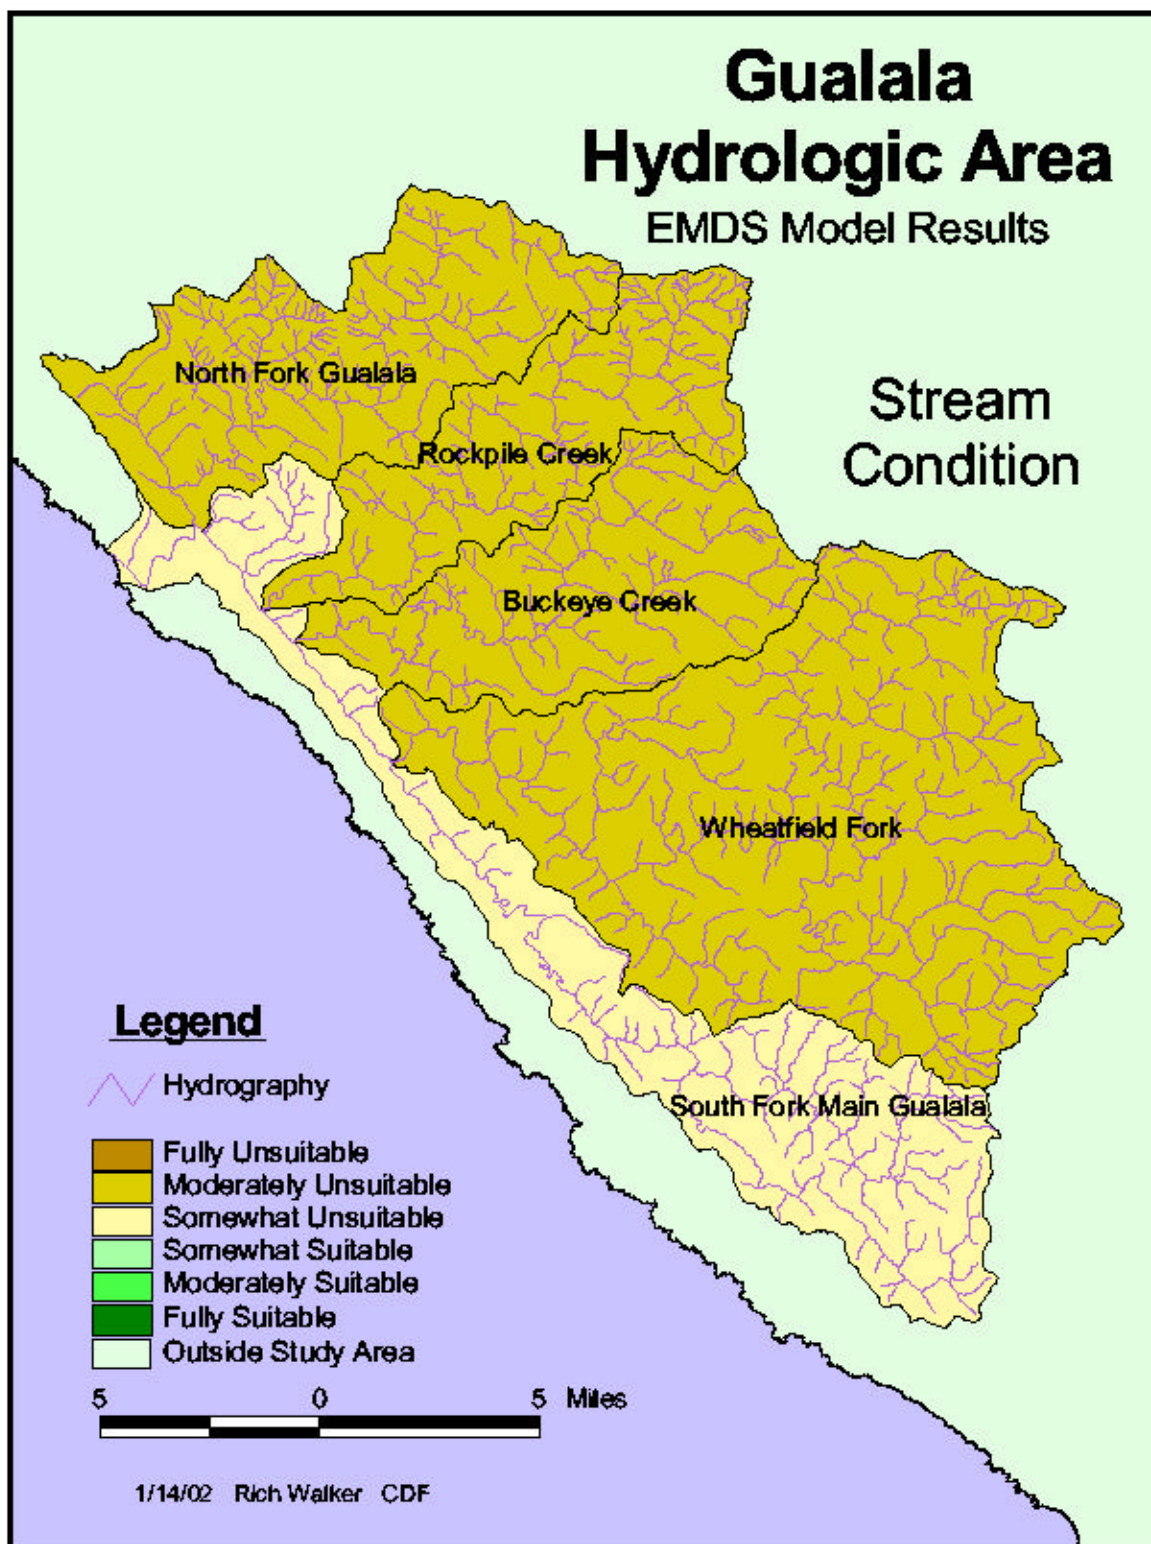 Gualala
Hydrologic Area
EMDS Model Results
Stream
Condition
North Fork Gualala
Rockpile Creek
Buckeye Creek
Wheatfield Fork
South Fork Main Gualala
Legend
Hydrography
Fully Unsuitable
Moderately Unsuitable
Somewhat Unsuitable
Somewhat Suitable
Moderately Suitable
Fully Suitable
Outside Study Area
5 0 5 Miles
1/14/02 Rich Walker CDF